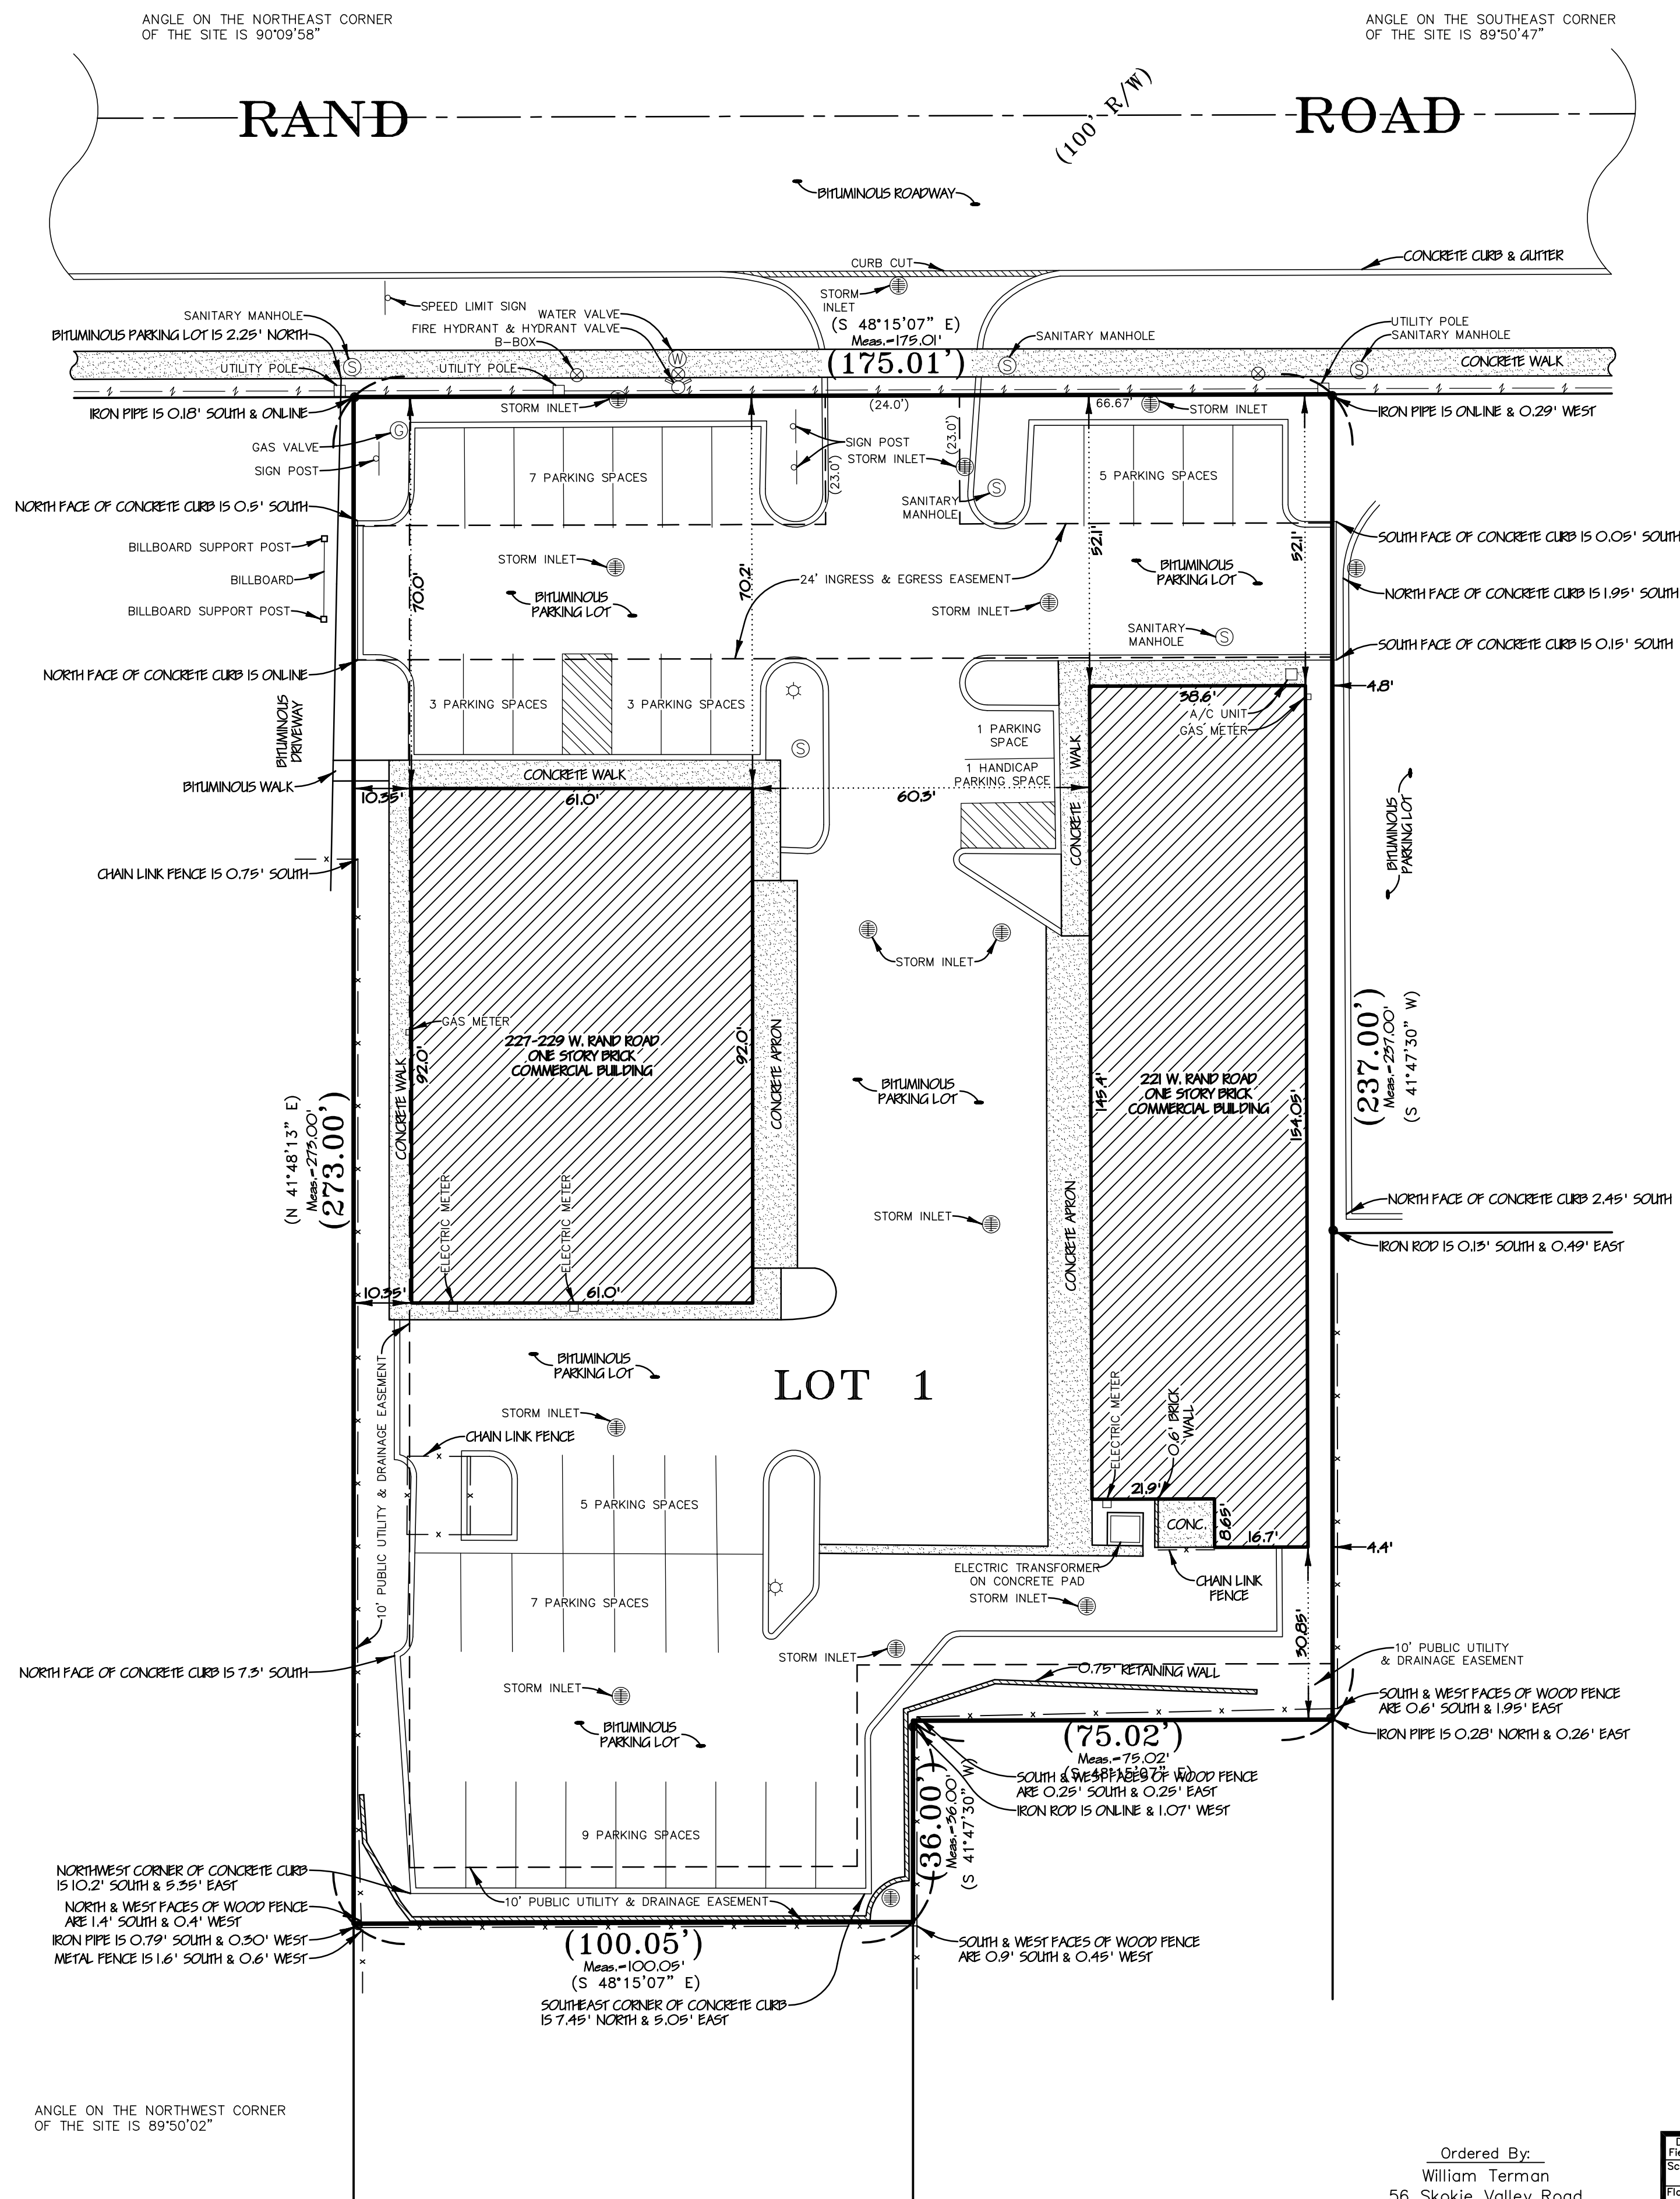 ANGLE ON THE NORTHEAST CORNER
OF THE SITE IS 90°09'58"
ANGLE ON THE SOUTHEAST CORNER
OF THE SITE IS 89°50'47"
RAND
ROAD
(100' R/W)
BITUMINOUS ROADWAY
CONCRETE CURB & GUTTER
CURB CUT
STORM
INLET
SPEED LIMIT SIGN
WATER VALVE
FIRE HYDRANT & HYDRANT VALVE
B-BOX
SANITARY MANHOLE
BITUMINOUS PARKING LOT IS 2.25' NORTH
UTILITY POLE
UTILITY POLE
(S 48°15'07" E)
Meas.=175.01'
(175.01')
SANITARY MANHOLE
UTILITY POLE
SANITARY MANHOLE
CONCRETE WALK
IRON PIPE IS 0.18' SOUTH & ONLINE
STORM INLET
(24.0')
66.67'
STORM INLET
IRON PIPE IS ONLINE & 0.29' WEST
GAS VALVE
SIGN POST
7 PARKING SPACES
SIGN POST
STORM INLET
(23.0')
(23.0')
SANITARY
MANHOLE
5 PARKING SPACES
NORTH FACE OF CONCRETE CURB IS 0.5' SOUTH
SOUTH FACE OF CONCRETE CURB IS 0.05' SOUTH
BILLBOARD SUPPORT POST
BILLBOARD
BILLBOARD SUPPORT POST
STORM INLET
70.0'
70.2'
52.1'
52.1'
BITUMINOUS
PARKING LOT
24' INGRESS & EGRESS EASEMENT
BITUMINOUS
PARKING LOT
STORM INLET
NORTH FACE OF CONCRETE CURB IS 1.95' SOUTH
SANITARY
MANHOLE
SOUTH FACE OF CONCRETE CURB IS 0.15' SOUTH
NORTH FACE OF CONCRETE CURB IS ONLINE
4.8'
3 PARKING SPACES
3 PARKING SPACES
38.6'
A/C UNIT
GAS METER
BITUMINOUS
DRIVEWAY
1 PARKING
SPACE
1 HANDICAP
PARKING SPACE
CONCRETE WALK
BITUMINOUS WALK
CONCRETE WALK
10.35'
61.0'
60.3'
BITUMINOUS
PARKING LOT
CHAIN LINK FENCE IS 0.75' SOUTH
STORM INLET
GAS METER
227-229 W. RAND ROAD
ONE STORY BRICK
COMMERCIAL BUILDING
92.0'
92.0'
CONCRETE WALK
CONCRETE APRON
BITUMINOUS
PARKING LOT
145.4'
221 W. RAND ROAD
ONE STORY BRICK
COMMERCIAL BUILDING
154.05'
(237.00')
Meas.=237.00'
(S 41°47'30" W)
(N 41°48'13" E)
Meas.=273.00'
(273.00')
ELECTRIC METER
ELECTRIC METER
STORM INLET
CONCRETE APRON
NORTH FACE OF CONCRETE CURB 2.45' SOUTH
IRON ROD IS 0.13' SOUTH & 0.49' EAST
10.35'
61.0'
BITUMINOUS
PARKING LOT
LOT 1
10' PUBLIC UTILITY & DRAINAGE EASEMENT
STORM INLET
CHAIN LINK FENCE
ELECTRIC METER
0.6' BRICK
WALL
5 PARKING SPACES
21.9'
CONC.
8.65'
16.7'
4.4'
ELECTRIC TRANSFORMER
ON CONCRETE PAD
STORM INLET
CHAIN LINK
FENCE
7 PARKING SPACES
30.85'
STORM INLET
10' PUBLIC UTILITY
& DRAINAGE EASEMENT
NORTH FACE OF CONCRETE CURB IS 7.3' SOUTH
STORM INLET
0.75' RETAINING WALL
SOUTH & WEST FACES OF WOOD FENCE
ARE 0.6' SOUTH & 1.95' EAST
IRON PIPE IS 0.28' NORTH & 0.26' EAST
BITUMINOUS
PARKING LOT
(75.02')
Meas.=75.02'
(S 48°15'07" E)
SOUTH & WEST FACES OF WOOD FENCE
ARE 0.25' SOUTH & 0.25' EAST
IRON ROD IS ONLINE & 1.07' WEST
(36.00')
Meas.=36.00'
(S 41°47'30" W)
9 PARKING SPACES
NORTHWEST CORNER OF CONCRETE CURB
IS 10.2' SOUTH & 5.35' EAST
10' PUBLIC UTILITY & DRAINAGE EASEMENT
NORTH & WEST FACES OF WOOD FENCE
ARE 1.4' SOUTH & 0.4' WEST
IRON PIPE IS 0.79' SOUTH & 0.30' WEST
METAL FENCE IS 1.6' SOUTH & 0.6' WEST
(100.05')
Meas.=100.05'
(S 48°15'07" E)
SOUTH & WEST FACES OF WOOD FENCE
ARE 0.9' SOUTH & 0.45' WEST
SOUTHEAST CORNER OF CONCRETE CURB
IS 7.45' NORTH & 5.05' EAST
ANGLE ON THE NORTHWEST CORNER
OF THE SITE IS 89°50'02"
Ordered By:
William Terman
56 Skokie Valley Road